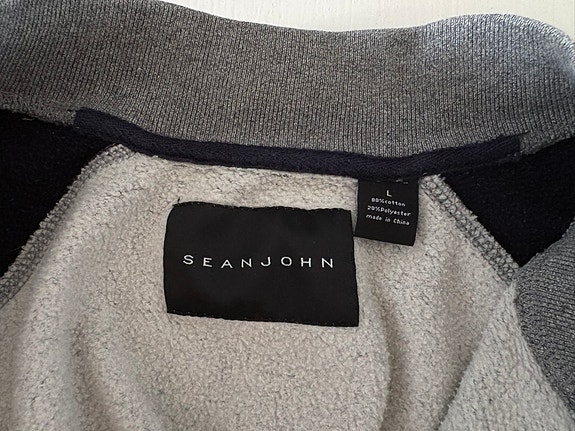 SEANJOHN
L
80%Cotton
20%Polyester
made in China